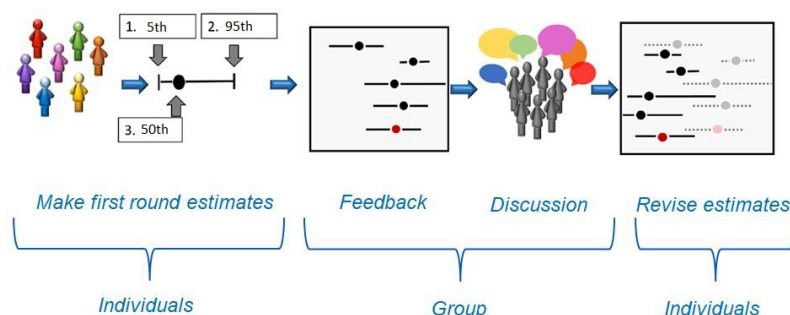 1. 5th
2. 95th
3. 50th
Make first round estimates
Feedback
Discussion
Revise estimates
Individuals
Group
Individuals